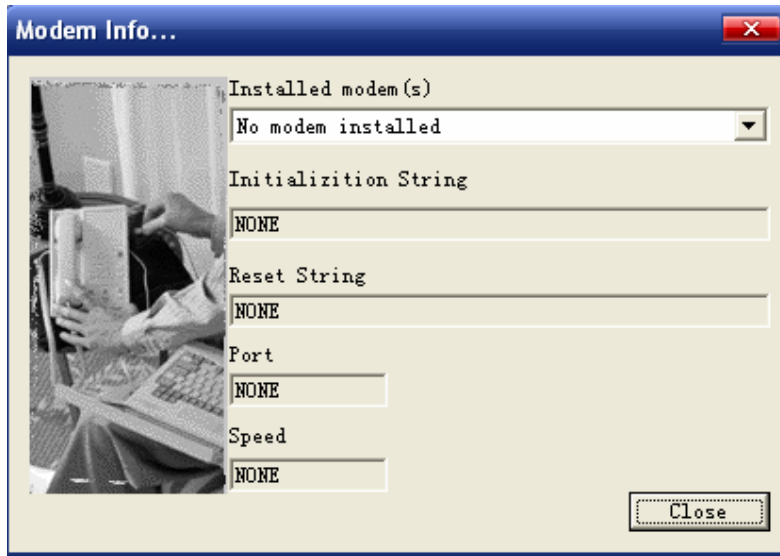 Modem Info...
Installed modem(s)
No modem installed
Initializition String
NONE
Reset String
NONE
Port
NONE
Speed
NONE
Close